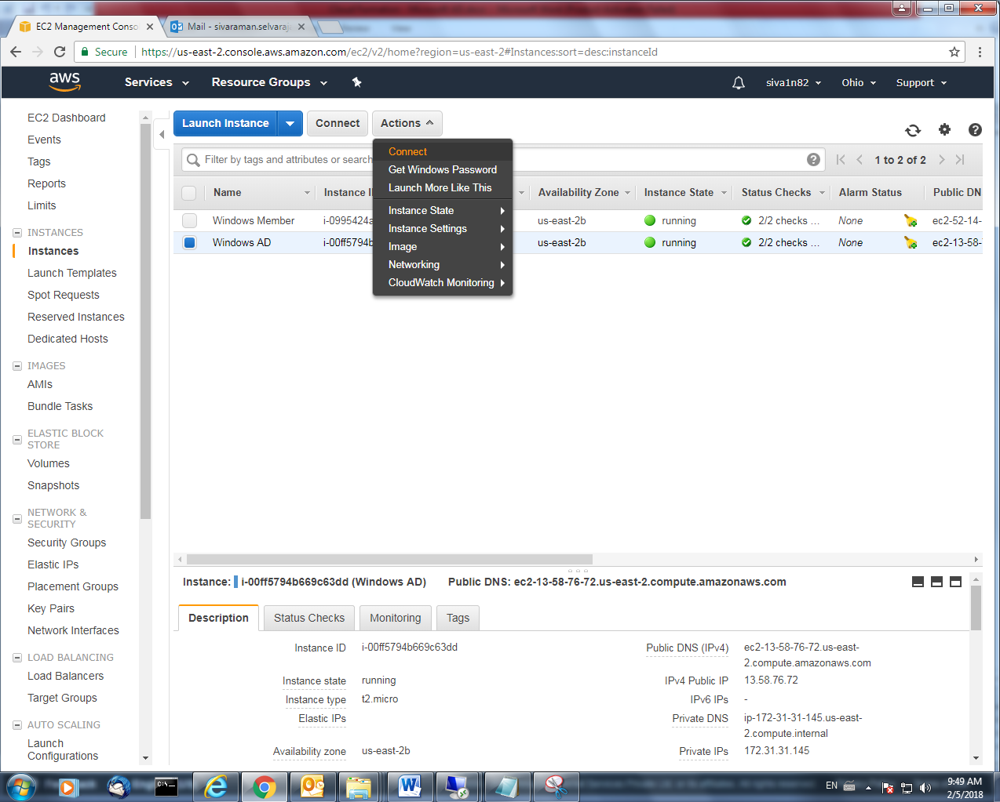 EC2 Management Conso
Mail - sivaraman.selvaraj
Secure
https://us-east-2.console.aws.amazon.com/ec2/v2/home?region=us-east-2#Instances:sort=desc:instanceId
aws
Services
Resource Groups
siva1n82
Ohio
Support
EC2 Dashboard
Events
Tags
Reports
Limits
INSTANCES
Instances
Launch Templates
Spot Requests
Reserved Instances
Dedicated Hosts
IMAGES
AMIs
Bundle Tasks
ELASTIC BLOCK
STORE
Volumes
Snapshots
NETWORK &
SECURITY
Security Groups
Elastic IPs
Placement Groups
Key Pairs
Network Interfaces
LOAD BALANCING
Load Balancers
Target Groups
AUTO SCALING
Launch
Configurations
Launch Instance
Connect
Actions
Connect
Get Windows Password
Launch More Like This
Instance State
Instance Settings
Image
Networking
CloudWatch Monitoring
Filter by tags and attributes or search
1 to 2 of 2
Name Instance I Availability Zone Instance State Status Checks Alarm Status Public DN
Windows Member i-0995424a us-east-2b running 2/2 checks ... None ec2-52-14-
Windows AD i-00ff5794b us-east-2b running 2/2 checks ... None ec2-13-58-
Instance: i-00ff5794b669c63dd (Windows AD) Public DNS: ec2-13-58-76-72.us-east-2.compute.amazonaws.com
Description
Status Checks
Monitoring
Tags
Instance ID i-00ff5794b669c63dd
Instance state running
Instance type t2.micro
Elastic IPs
Availability zone us-east-2b
Public DNS (IPv4) ec2-13-58-76-72.us-east-
2.compute.amazonaws.com
IPv4 Public IP 13.58.76.72
IPv6 IPs -
Private DNS ip-172-31-31-145.us-east-
2.compute.internal
Private IPs 172.31.31.145
EN
9:49 AM
2/5/2018